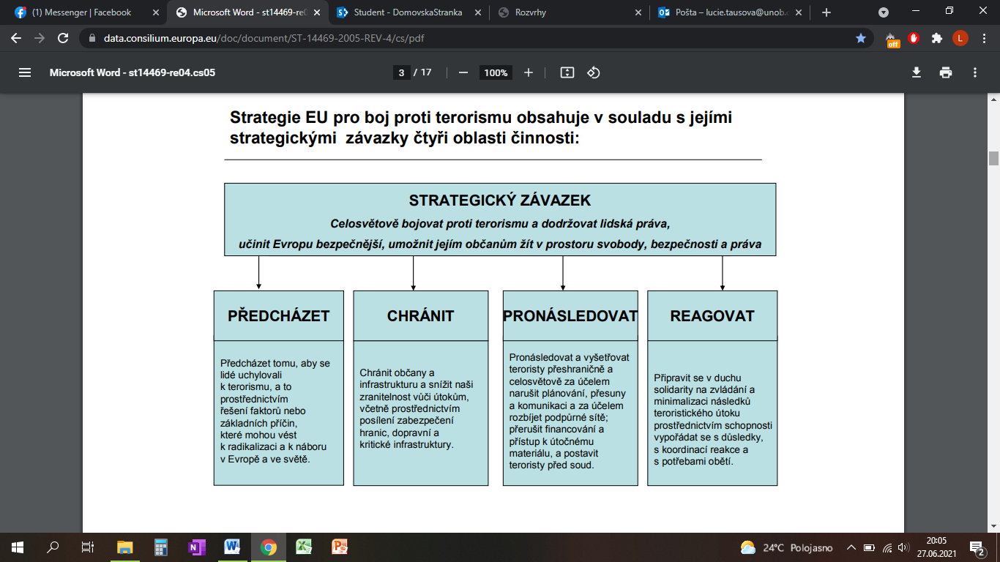 (1) Messenger | Facebook
Microsoft Word - st14469-re0
Student - DomovskaStranka
Rozvrhy
Pošta – lucie.tausova@unob.c
data.consilium.europa.eu/doc/document/ST-14469-2005-REV-4/cs/pdf
off
L
Microsoft Word - st14469-re04.cs05
3 / 17
100%
Strategie EU pro boj proti terorismu obsahuje v souladu s jejími
strategickými závazky čtyři oblasti činnosti:
STRATEGICKÝ ZÁVAZEK
Celosvětově bojovat proti terorismu a dodržovat lidská práva,
učinit Evropu bezpečnější, umožnit jejím občanům žít v prostoru svobody, bezpečnosti a práva
PŘEDCHÁZET
Předcházet tomu, aby se
lidé uchylovali
k terorismu, a to
prostřednictvím
řešení faktorů nebo
základních příčin,
které mohou vést
k radikalizaci a k náboru
v Evropě a ve světě.
CHRÁNIT
Chránit občany a
infrastrukturu a snížit naši
zranitelnost vůči útokům,
včetně prostřednictvím
posílení zabezpečení
hranic, dopravní a
kritické infrastruktury.
PRONÁSLEDOVAT
Pronásledovat a vyšetřovat
teroristy přeshraničně a
celosvětově za účelem
narušit plánování, přesuny
a komunikaci a za účelem
rozbíjet podpůrné sítě;
přerušit financování a
přístup k útočnému
materiálu, a postavit
teroristy před soud.
REAGOVAT
Připravit se v duchu
solidarity na zvládání a
minimalizaci následků
teroristického útoku
prostřednictvím schopnosti
vypořádat se s důsledky,
s koordinací reakce a
s potřebami obětí.
24°C Polojasno
20:05
27.06.2021
2